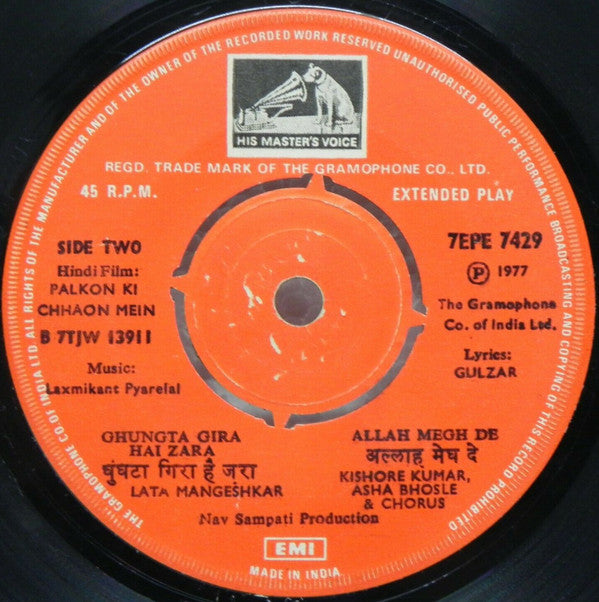 THE GRAMOPHONE CO. OF INDIA LTD. ALL RIGHTS OF THE MANUFACTURER AND OF THE OWNER OF THE RECORDED WORK RESERVED UNAUTHORISED PUBLIC PERFORMANCE BROADCASTING AND COPYING OF THIS RECORD PROHIBITED
HIS MASTER'S VOICE
REGD. TRADE MARK OF THE GRAMOPHONE CO., LTD.
45 R.P.M.
EXTENDED PLAY
SIDE TWO
Hindi Film:
PALKON KI
CHHAON MEIN
B 7TJW 13911
Music:
Laxmikant Pyarelal
7EPE 7429
Ⓟ 1977
The Gramophone
Co. of India Ltd.
Lyrics:
GULZAR
GHUNGTA GIRA
HAI ZARA
घुंघटा गिरा है ज़रा
LATA MANGESHKAR
ALLAH MEGH DE
अल्लाह मेघ दे
KISHORE KUMAR,
ASHA BHOSLE
& CHORUS
Nav Sampati Production
EMI
MADE IN INDIA